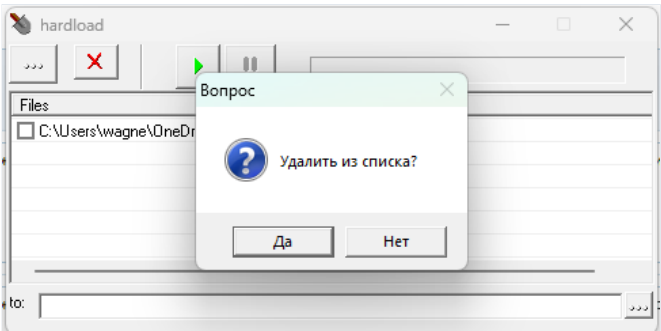 hardload
...
Вопрос
Files
C:\Users\wagne\OneDr
Удалить из списка?
Да
Нет
to:
...